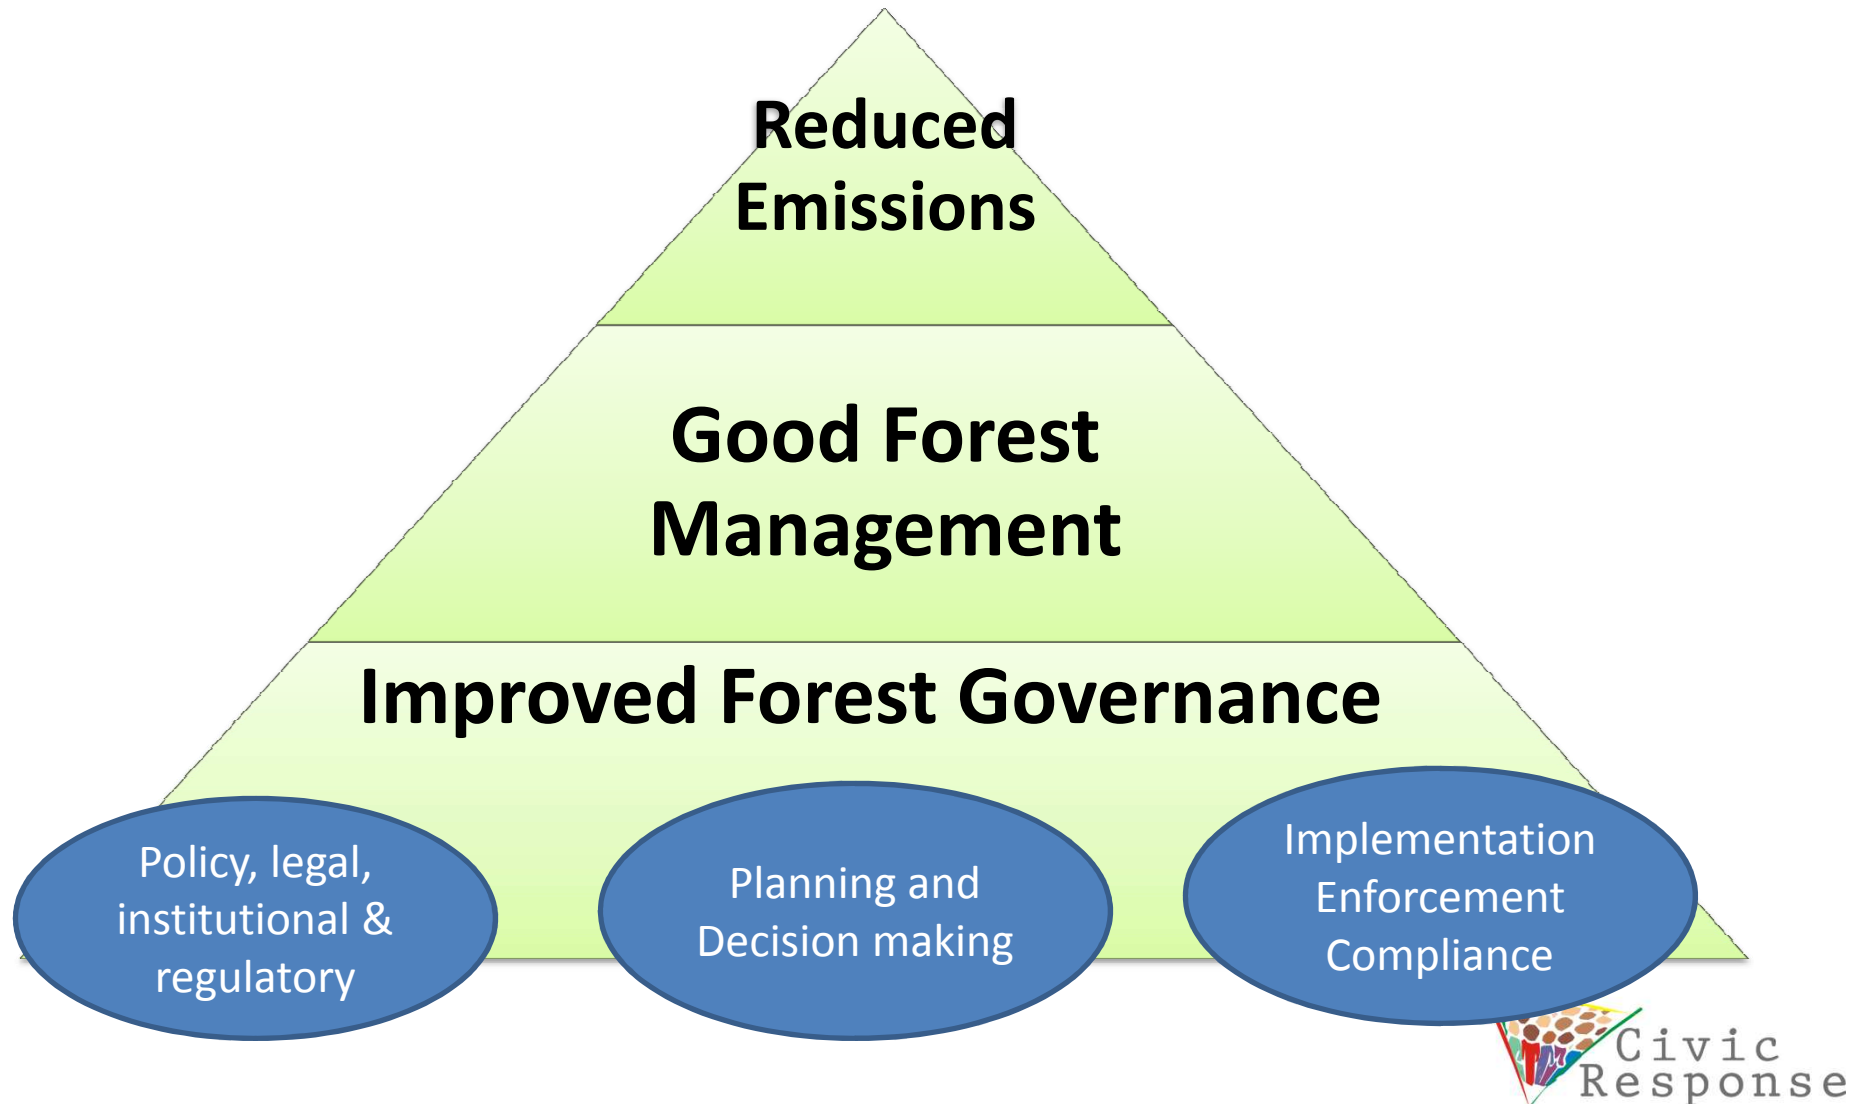 Reduced
Emissions
Good Forest
Management
Improved Forest Governance
Policy, legal,
institutional &
regulatory
Planning and
Decision making
Implementation
Enforcement
Compliance
Civic
Response